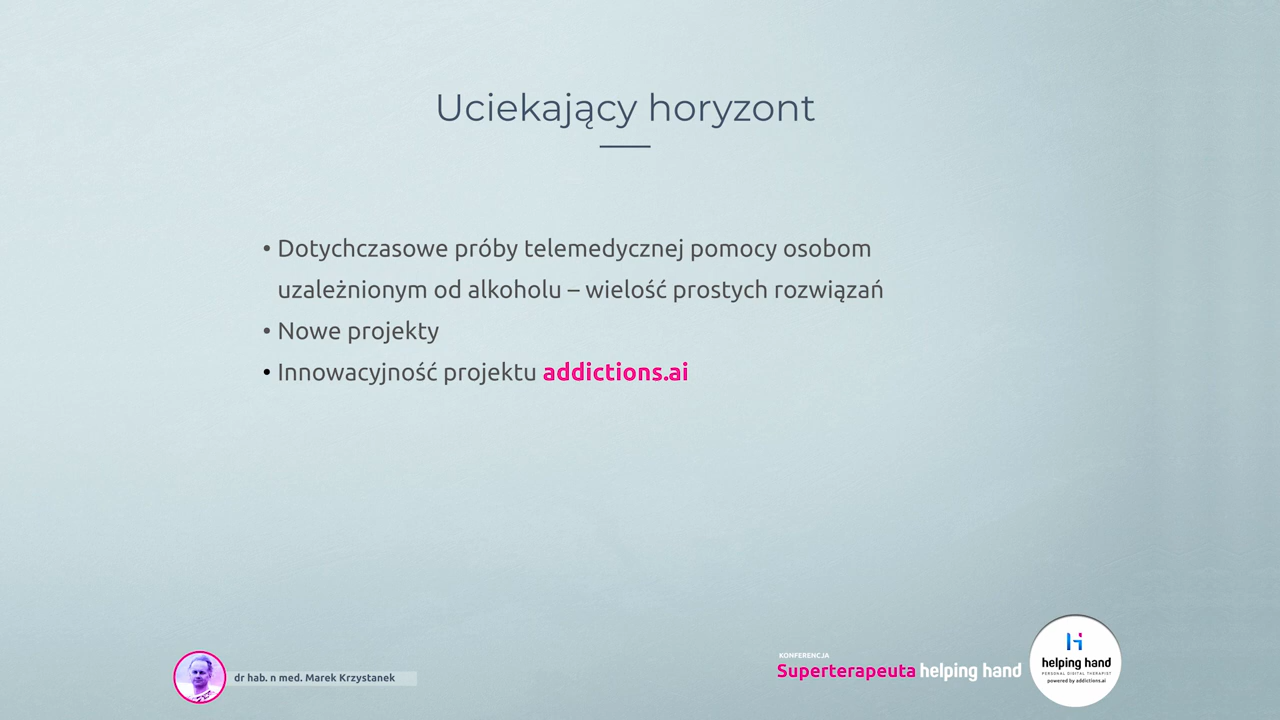 Uciekający horyzont
• Dotychczasowe próby telemedycznej pomocy osobom
uzależnionym od alkoholu – wielość prostych rozwiązań
• Nowe projekty
• Innowacyjność projektu addictions.ai
dr hab. n med. Marek Krzystanek
KONFERENCJA
Superterapeuta helping hand
helping hand
PERSONAL DIGITAL THERAPIST
powered by addictions.ai